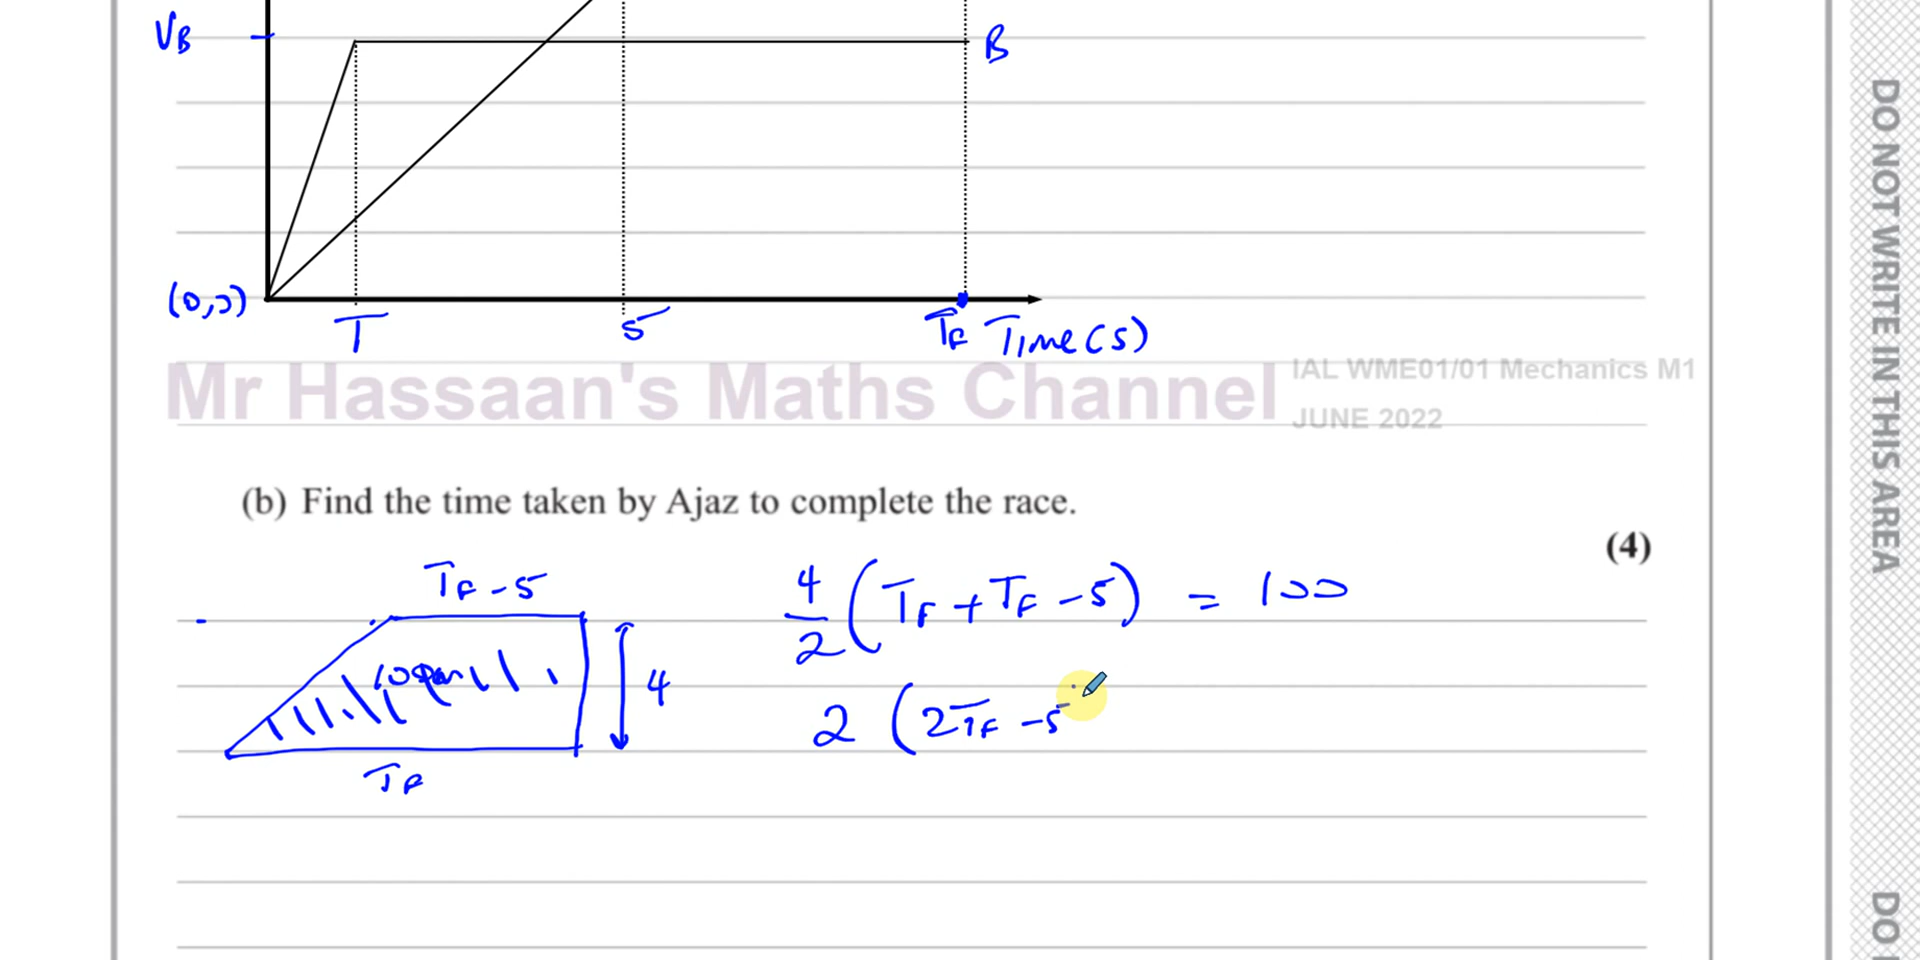 V_B
B
(0,0)
T
5
T_F Time(s)
Mr Hassaan's Maths Channel
IAL WME01/01 Mechanics M1
JUNE 2022
(b) Find the time taken by Ajaz to complete the race.
(4)
T_F - 5
4/2 (T_F + T_F - 5) = 100
4
2 (2T_F - 5
T_F
DO NOT WRITE IN THIS AREA
DO